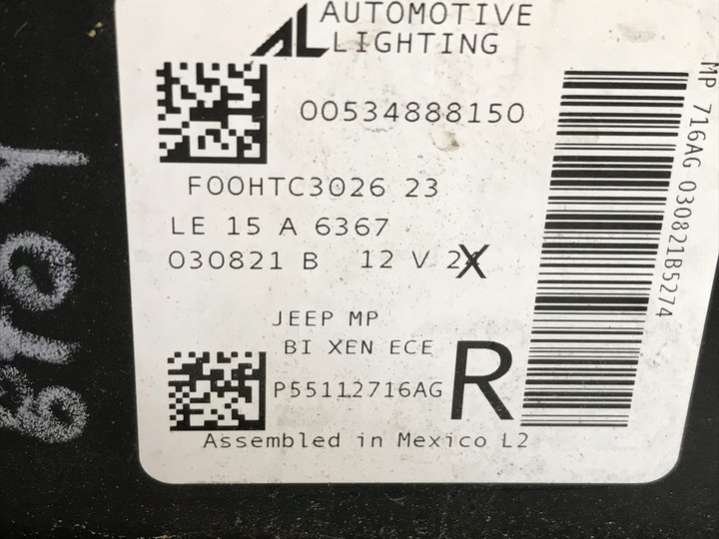 AL AUTOMOTIVE
LIGHTING
00534888150
F00HTC3026 23
LE 15 A 6367
030821 B 12 V 2X
JEEP MP
BI XEN ECE
P55112716AG R
Assembled in Mexico L2
MP 716AG 030821B5274